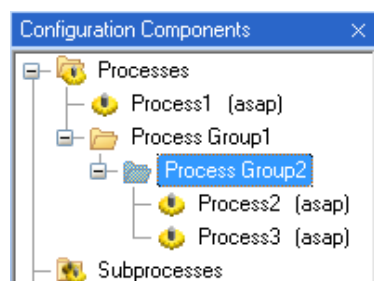 Configuration Components
Processes
Process1 (asap)
Process Group1
Process Group2
Process2 (asap)
Process3 (asap)
Subprocesses